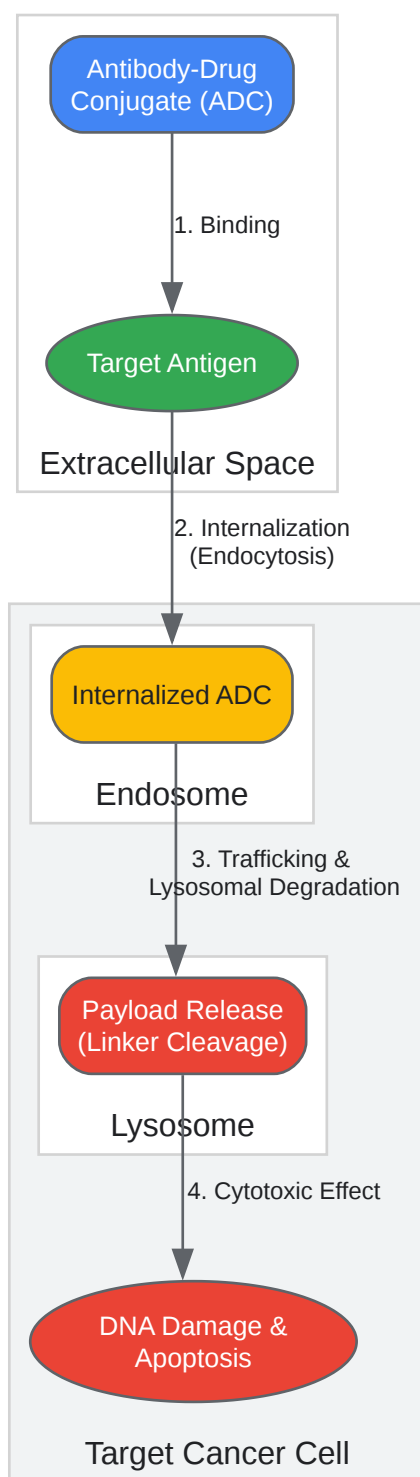 Antibody-Drug
Conjugate (ADC)
1. Binding
Target Antigen
Extracellular Space
2. Internalization
(Endocytosis)
Internalized ADC
Endosome
3. Trafficking &
Lysosomal Degradation
Payload Release
(Linker Cleavage)
Lysosome
4. Cytotoxic Effect
DNA Damage &
Apoptosis
Target Cancer Cell